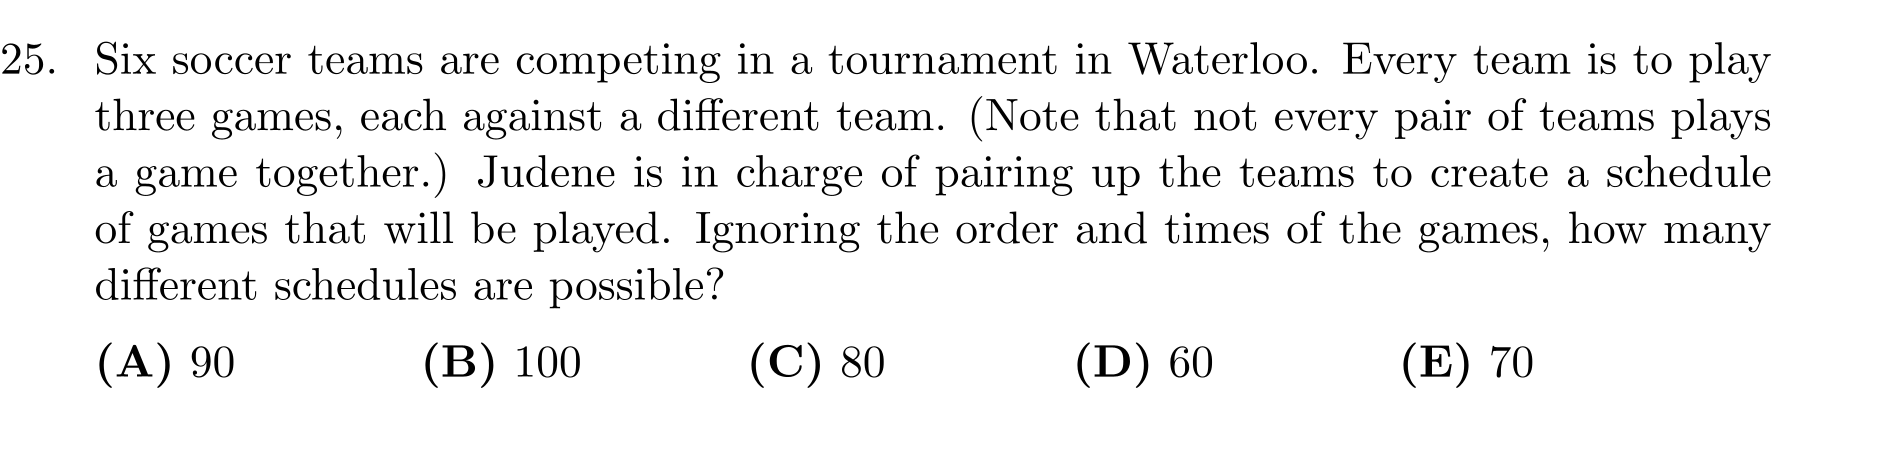 25. Six soccer teams are competing in a tournament in Waterloo. Every team is to play
three games, each against a different team. (Note that not every pair of teams plays
a game together.) Judene is in charge of pairing up the teams to create a schedule
of games that will be played. Ignoring the order and times of the games, how many
different schedules are possible?
(A) 90 (B) 100 (C) 80 (D) 60 (E) 70